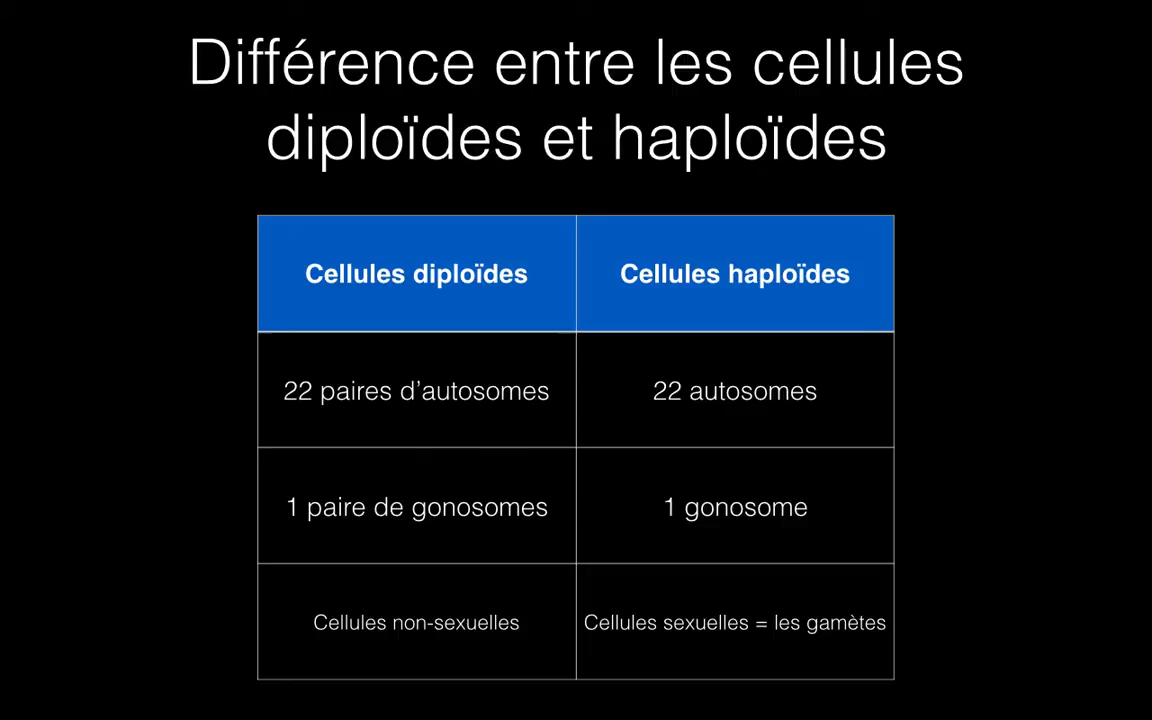 Différence entre les cellules
diploïdes et haploïdes
Cellules diploïdes
Cellules haploïdes
22 paires d’autosomes
22 autosomes
1 paire de gonosomes
1 gonosome
Cellules non-sexuelles
Cellules sexuelles = les gamètes